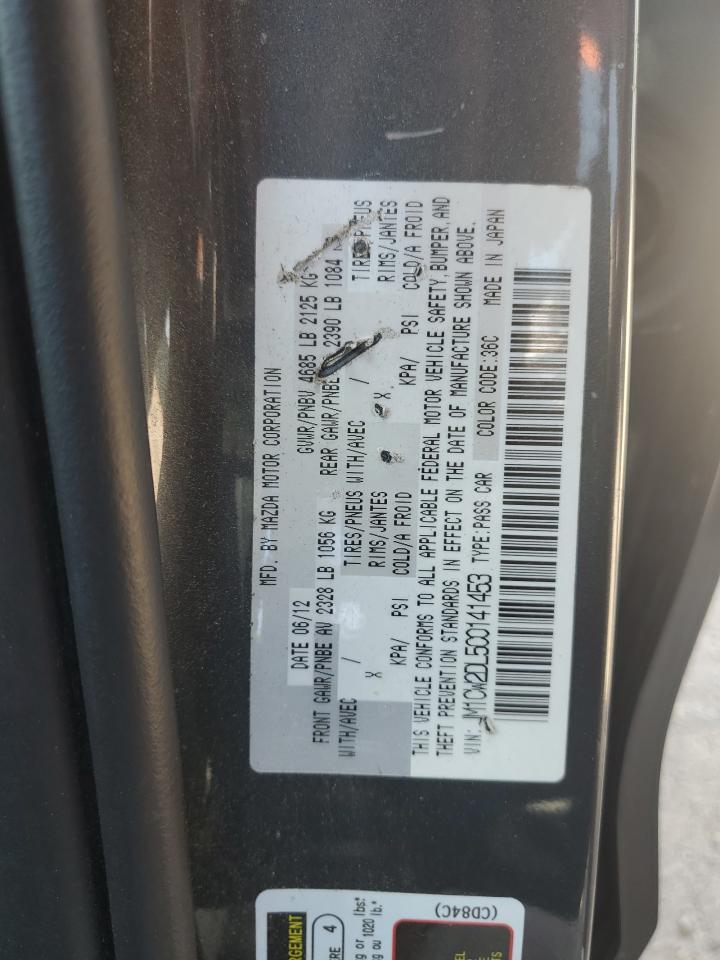 MFD. BY MAZDA MOTOR CORPORATION
DATE 06/12 GVWR/PNBV 4685 LB 2125 KG
FRONT GAWR/PNBE AV 2328 LB 1056 KG REAR GAWR/PNBE 2390 LB 1084
WITH/AVEC / TIRES/PNEUS WITH/AVEC / TIRES/PNEUS
X RIMS/JANTES X RIMS/JANTES
KPA/ PSI COLD/A FROID KPA/ PSI COLD/A FROID
THIS VEHICLE CONFORMS TO ALL APPLICABLE FEDERAL MOTOR VEHICLE SAFETY, BUMPER, AND
THEFT PREVENTION STANDARDS IN EFFECT ON THE DATE OF MANUFACTURE SHOWN ABOVE.
VIN: JM1CW2DL5C0141453 TYPE:PASS CAR COLOR CODE:36C MADE IN JAPAN
4
or 1020
ou
(CD84C)